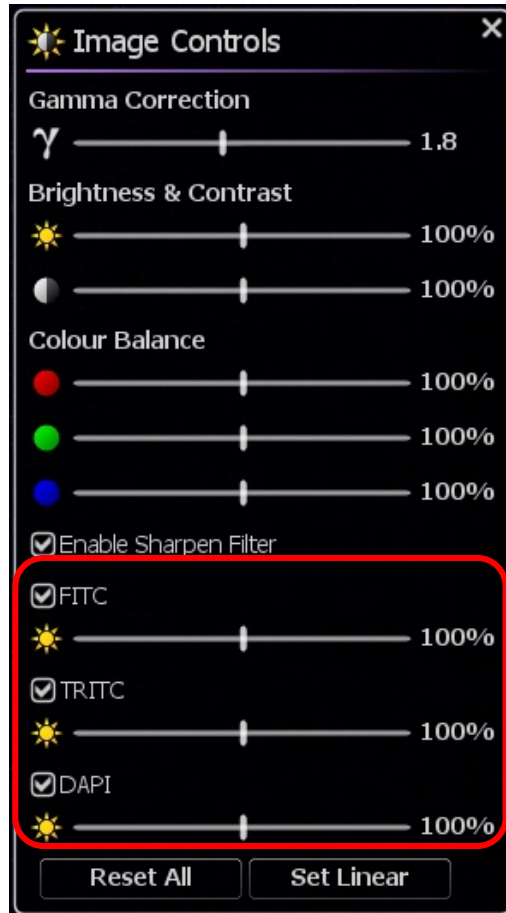 Image Controls
Gamma Correction
γ 1.8
Brightness & Contrast
100%
100%
Colour Balance
100%
100%
100%
Enable Sharpen Filter
FITC
100%
TRITC
100%
DAPI
100%
Reset All Set Linear